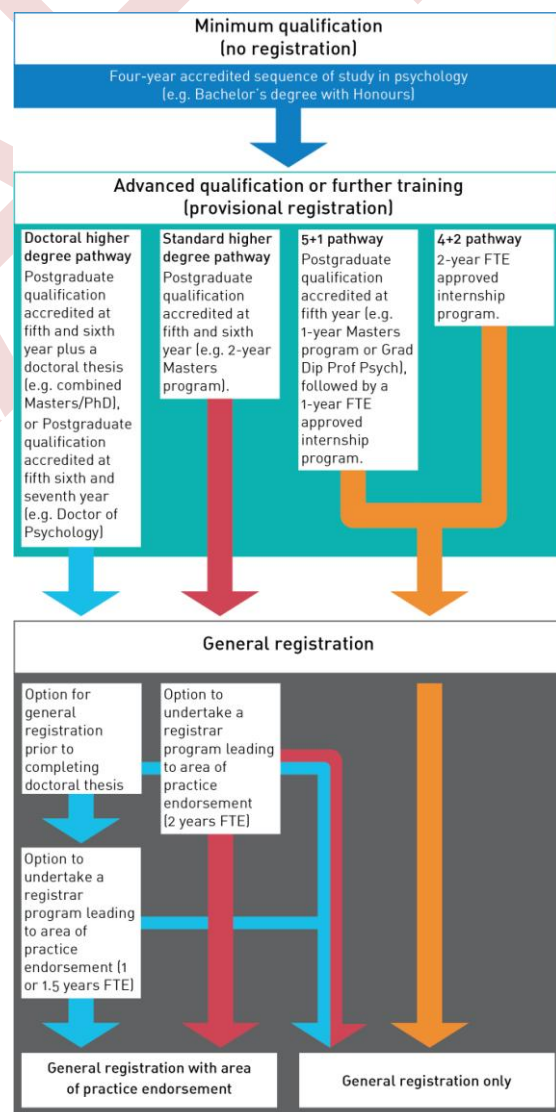 Minimum qualification
(no registration)
Four-year accredited sequence of study in psychology
(e.g. Bachelor's degree with Honours)
Advanced qualification or further training
(provisional registration)
Doctoral higher
degree pathway
Postgraduate
qualification
accredited at
fifth and sixth
year plus a
doctoral thesis
(e.g. combined
Masters/PhD),
or Postgraduate
qualification
accredited at
fifth sixth and
seventh year
(e.g. Doctor of
Psychology)
Standard higher
degree pathway
Postgraduate
qualification
accredited at
fifth and sixth
year (e.g. 2-year
Masters
program).
5+1 pathway
Postgraduate
qualification
accredited at
fifth year (e.g.
1-year Masters
program or Grad
Dip Prof Psych),
followed by a
1-year FTE
approved
internship
program.
4+2 pathway
2-year FTE
approved
internship
program.
General registration
Option for
general
registration
prior to
completing
doctoral thesis
Option to
undertake a
registrar
program leading
to area of
practice
endorsement
(2 years FTE)
Option to
undertake a
registrar
program leading
to area of
practice
endorsement (1
or 1.5 years FTE)
General registration with area
of practice endorsement
General registration only